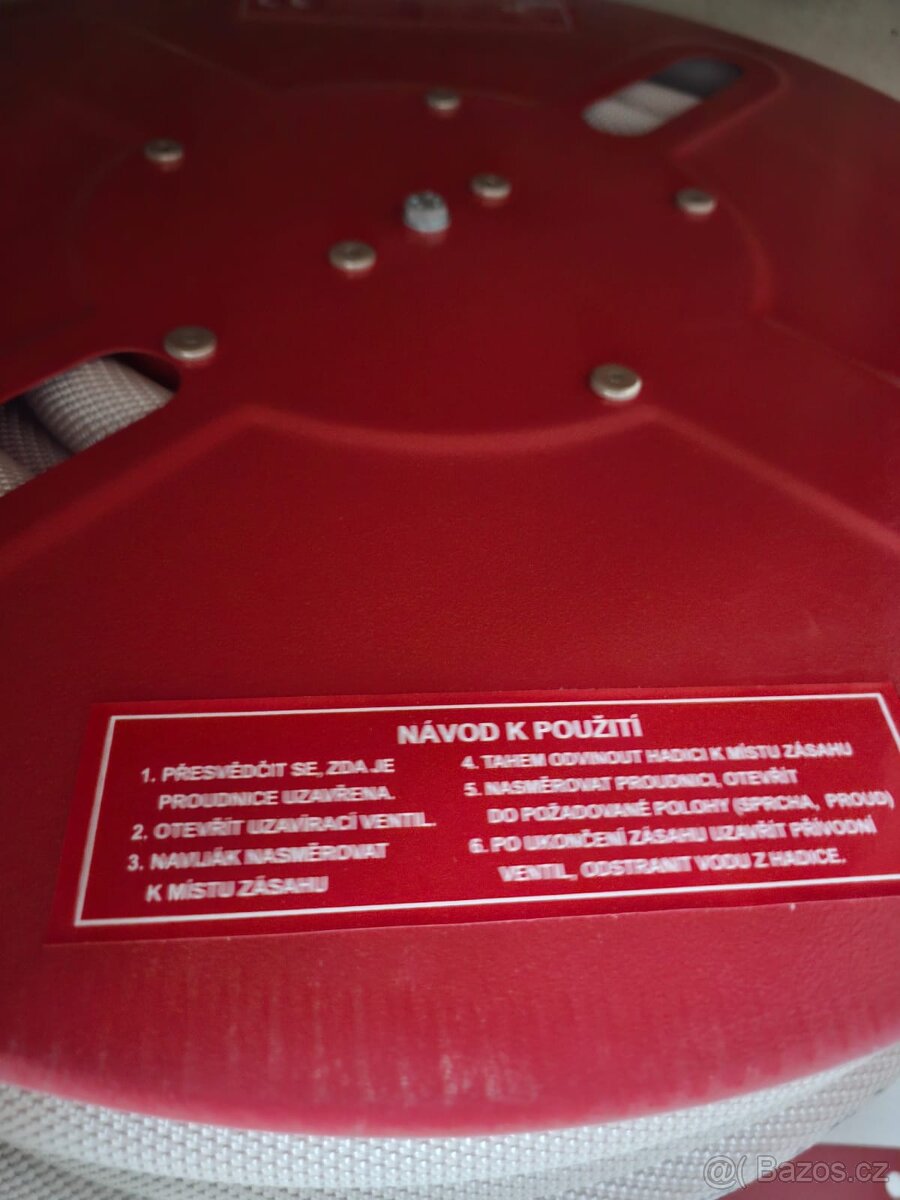 NÁVOD K POUŽITÍ
1. PŘESVĚDČIT SE, ZDA JE
PROUDNICE UZAVŘENA.
2. OTEVŘÍT UZAVÍRACÍ VENTIL.
3. NAVIJÁK NASMĚROVAT
K MÍSTU ZÁSAHU
4. TAHEM ODVINOUT HADICI K MÍSTU ZÁSAHU
5. NASMĚROVAT PROUDNICI, OTEVŘÍT
DO POŽADOVANÉ POLOHY (SPRCHA, PROUD)
6. PO UKONČENÍ ZÁSAHU UZAVŘÍT PŘÍVODNÍ
VENTIL, ODSTRANIT VODU Z HADICE.
@( Bazos.cz